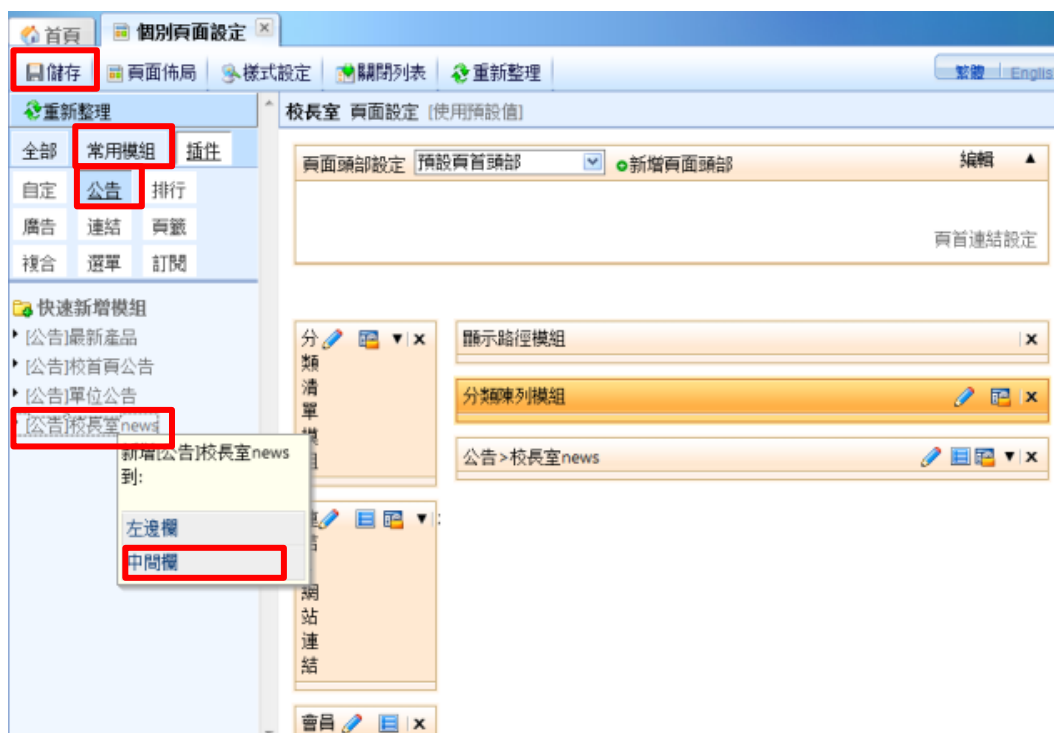 首頁 個別頁面設定
儲存 頁面佈局 樣式設定 關閉列表 重新整理 繁體 Englis
重新整理
全部 常用模組 插件
自定 公告 排行
廣告 連結 頁籤
複合 選單 訂閱
快速新增模組
[公告]最新產品
[公告]校首頁公告
[公告]單位公告
[公告]校長室news
新增[公告]校長室news
到:
左邊欄
中間欄
校長室 頁面設定 [使用預設值]
頁面頭部設定 預設頁首頭部 新增頁面頭部 編輯
頁首連結設定
分
類
清
單
顯示路徑模組
分類陳列模組
公告>校長室news
網
站
連
結
會員